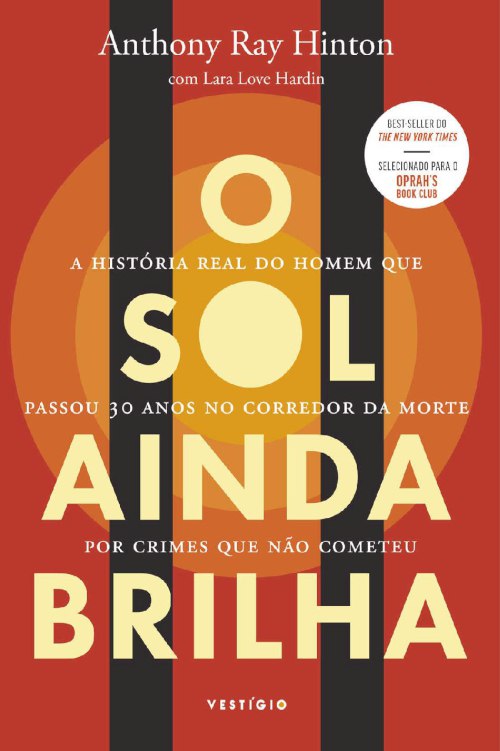 Anthony Ray Hinton
com Lara Love Hardin
BEST-SELLER DO
THE NEW YORK TIMES
SELECIONADO PARA O
OPRAH'S
BOOK CLUB
O
A HISTÓRIA REAL DO HOMEM QUE
SOL
PASSOU 30 ANOS NO CORREDOR DA MORTE
AINDA
POR CRIMES QUE NÃO COMETEU
BRILHA
VESTÍGIO